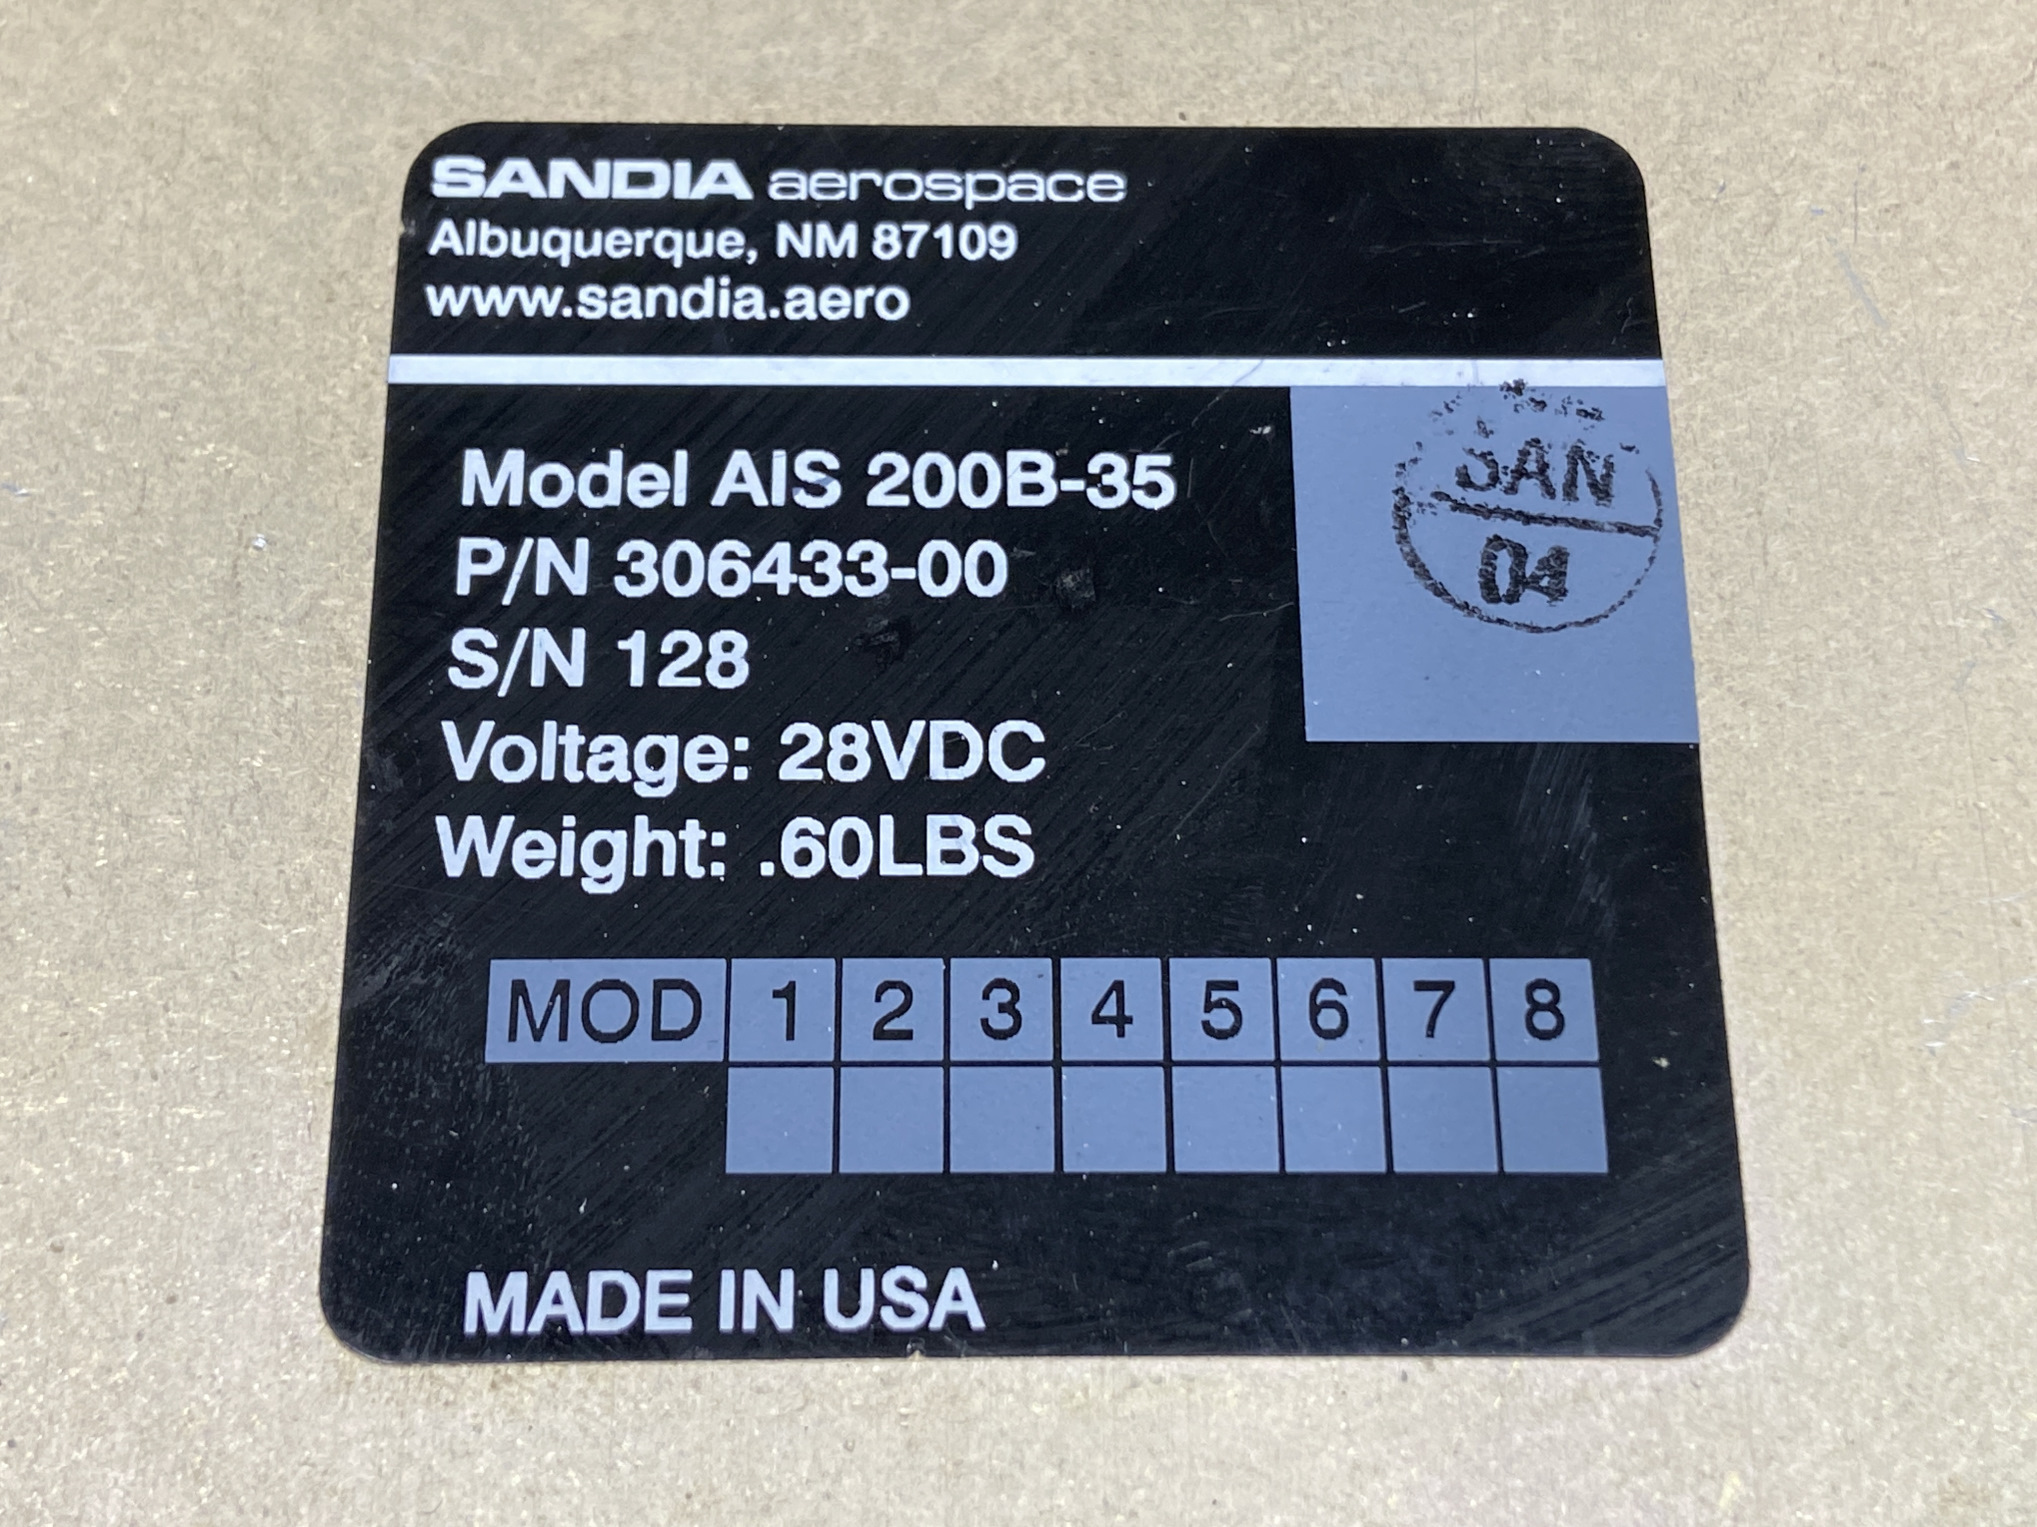 SANDIA aerospace
Albuquerque, NM 87109
www.sandia.aero
Model AIS 200B-35
P/N 306433-00
S/N 128
Voltage: 28VDC
Weight: .60LBS
SAN
04
MOD 1 2 3 4 5 6 7 8
MADE IN USA